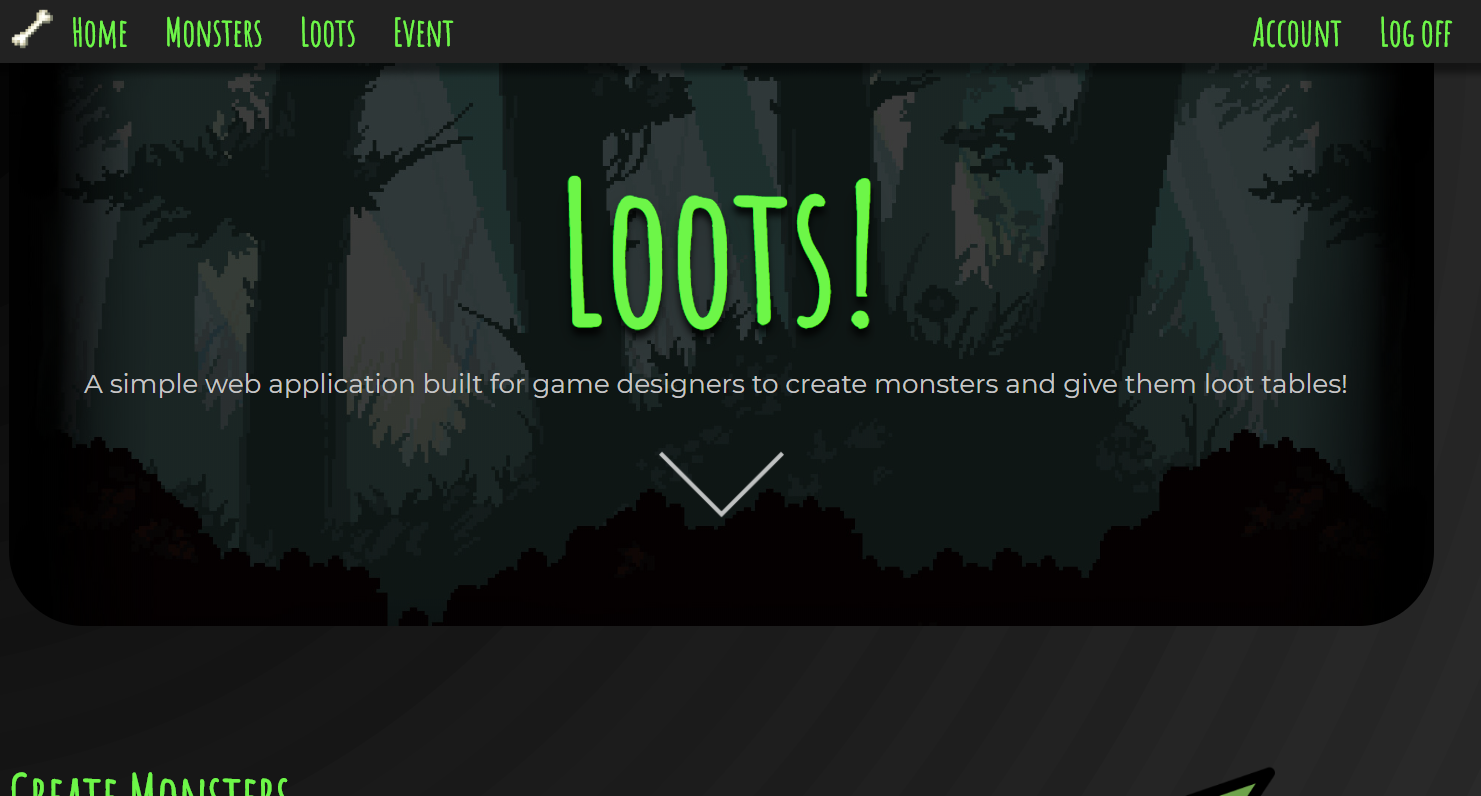 Home Monsters Loots Event Account Log off
Loots!
A simple web application built for game designers to create monsters and give them loot tables!
Create Monsters